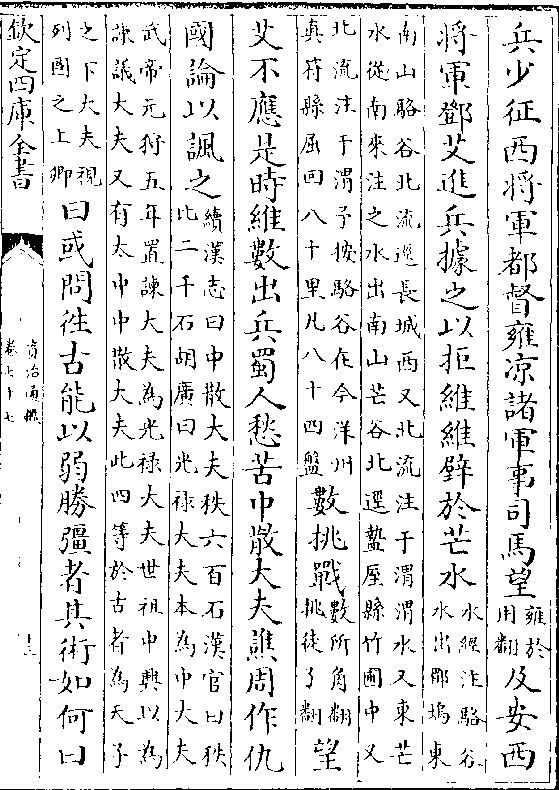 兵少征西將軍都督雍涼諸軍事司馬望雍於用翻及安西
將軍鄧艾進兵據之以拒維維壁於芒水水經注駱谷水出郿塢東
南山駱谷北流逕長城西又北流注于渭渭水又東芒水從南來注之水出南山芒谷北逕盩厔縣竹圃中又
北流注于渭予按駱谷在今洋州真符縣屈回八十里凡八十四盤數挑戰數所角翻挑徒了翻望
艾不應是時維數出兵蜀人愁苦中散大夫譙周作仇
國論以諷之續漢志曰中散大夫秩六百石漢官曰秩比二千石胡廣曰光祿大夫本為中大夫
武帝元狩五年置諫大夫為光祿大夫世祖中興以為諫議大夫又有太中中散大夫此四等於古者為天子
之下大夫視列國之上卿曰或問往古能以弱勝彊者其術如何曰
欽定四庫全書
資治通鑑
卷七十七
十三